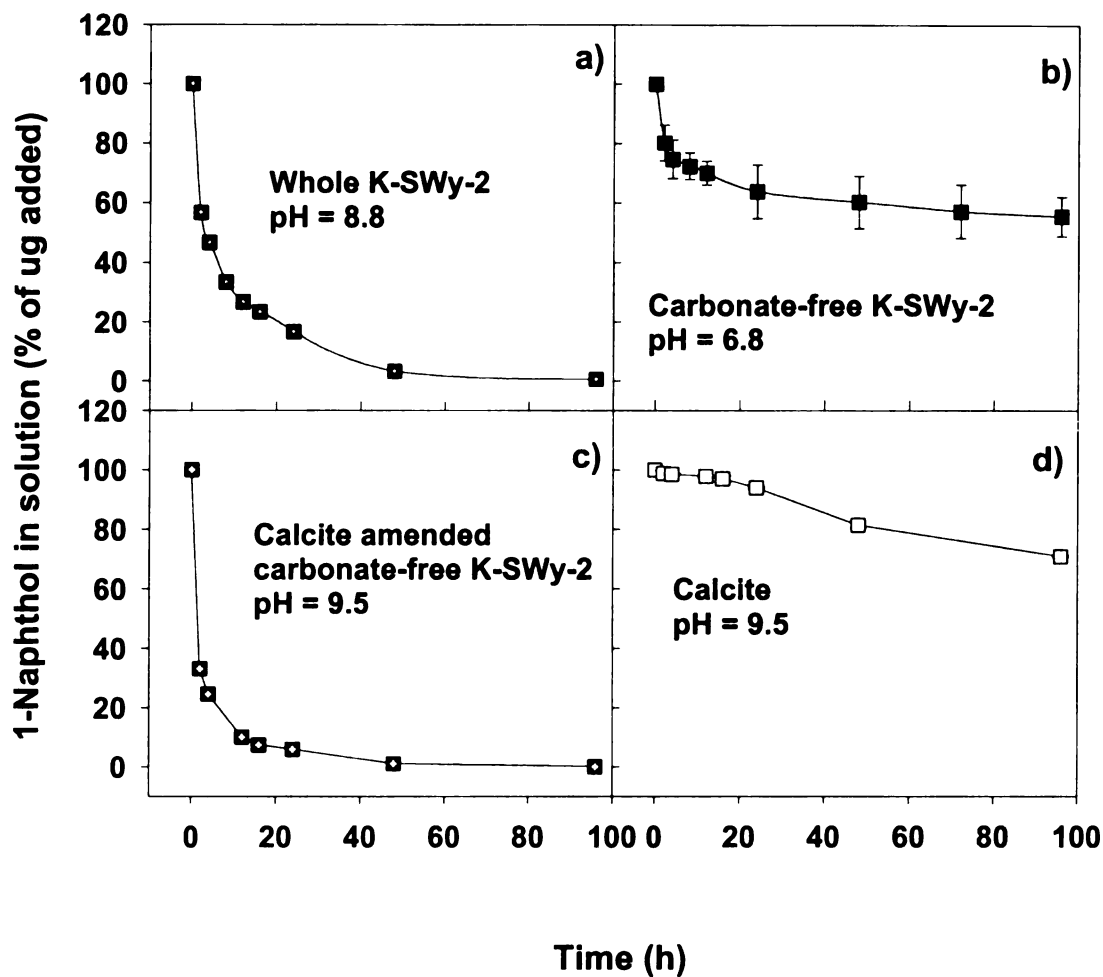 1-Naphthol in solution (% of ug added)
120
100
80
60
40
20
0
a)
Whole K-SWy-2
pH = 8.8
b)
Carbonate-free K-SWy-2
pH = 6.8
120
100
80
60
40
20
0
c)
Calcite amended
carbonate-free K-SWy-2
pH = 9.5
d)
Calcite
pH = 9.5
0 20 40 60 80 100
0 20 40 60 80 100
Time (h)